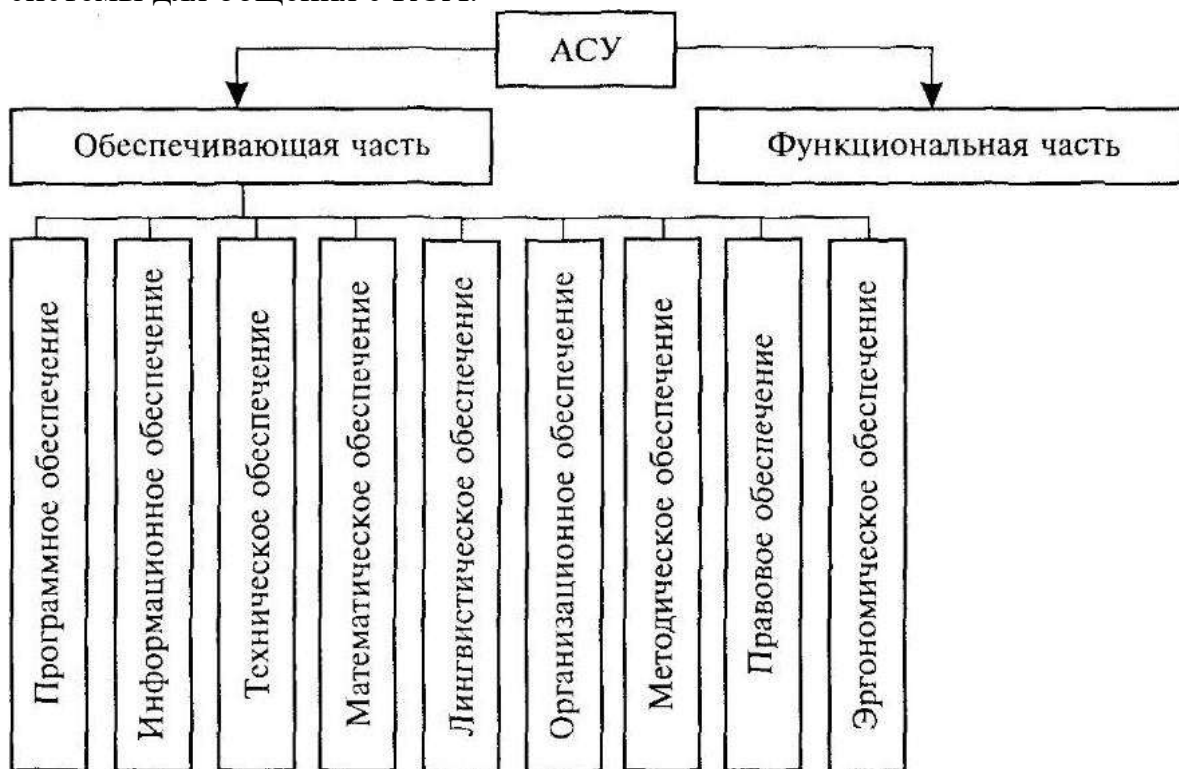 АСУ
Обеспечивающая часть
Функциональная часть
Программное обеспечение
Информационное обеспечение
Техническое обеспечение
Математическое обеспечение
Лингвистическое обеспечение
Организационное обеспечение
Методическое обеспечение
Правовое обеспечение
Эргономическое обеспечение